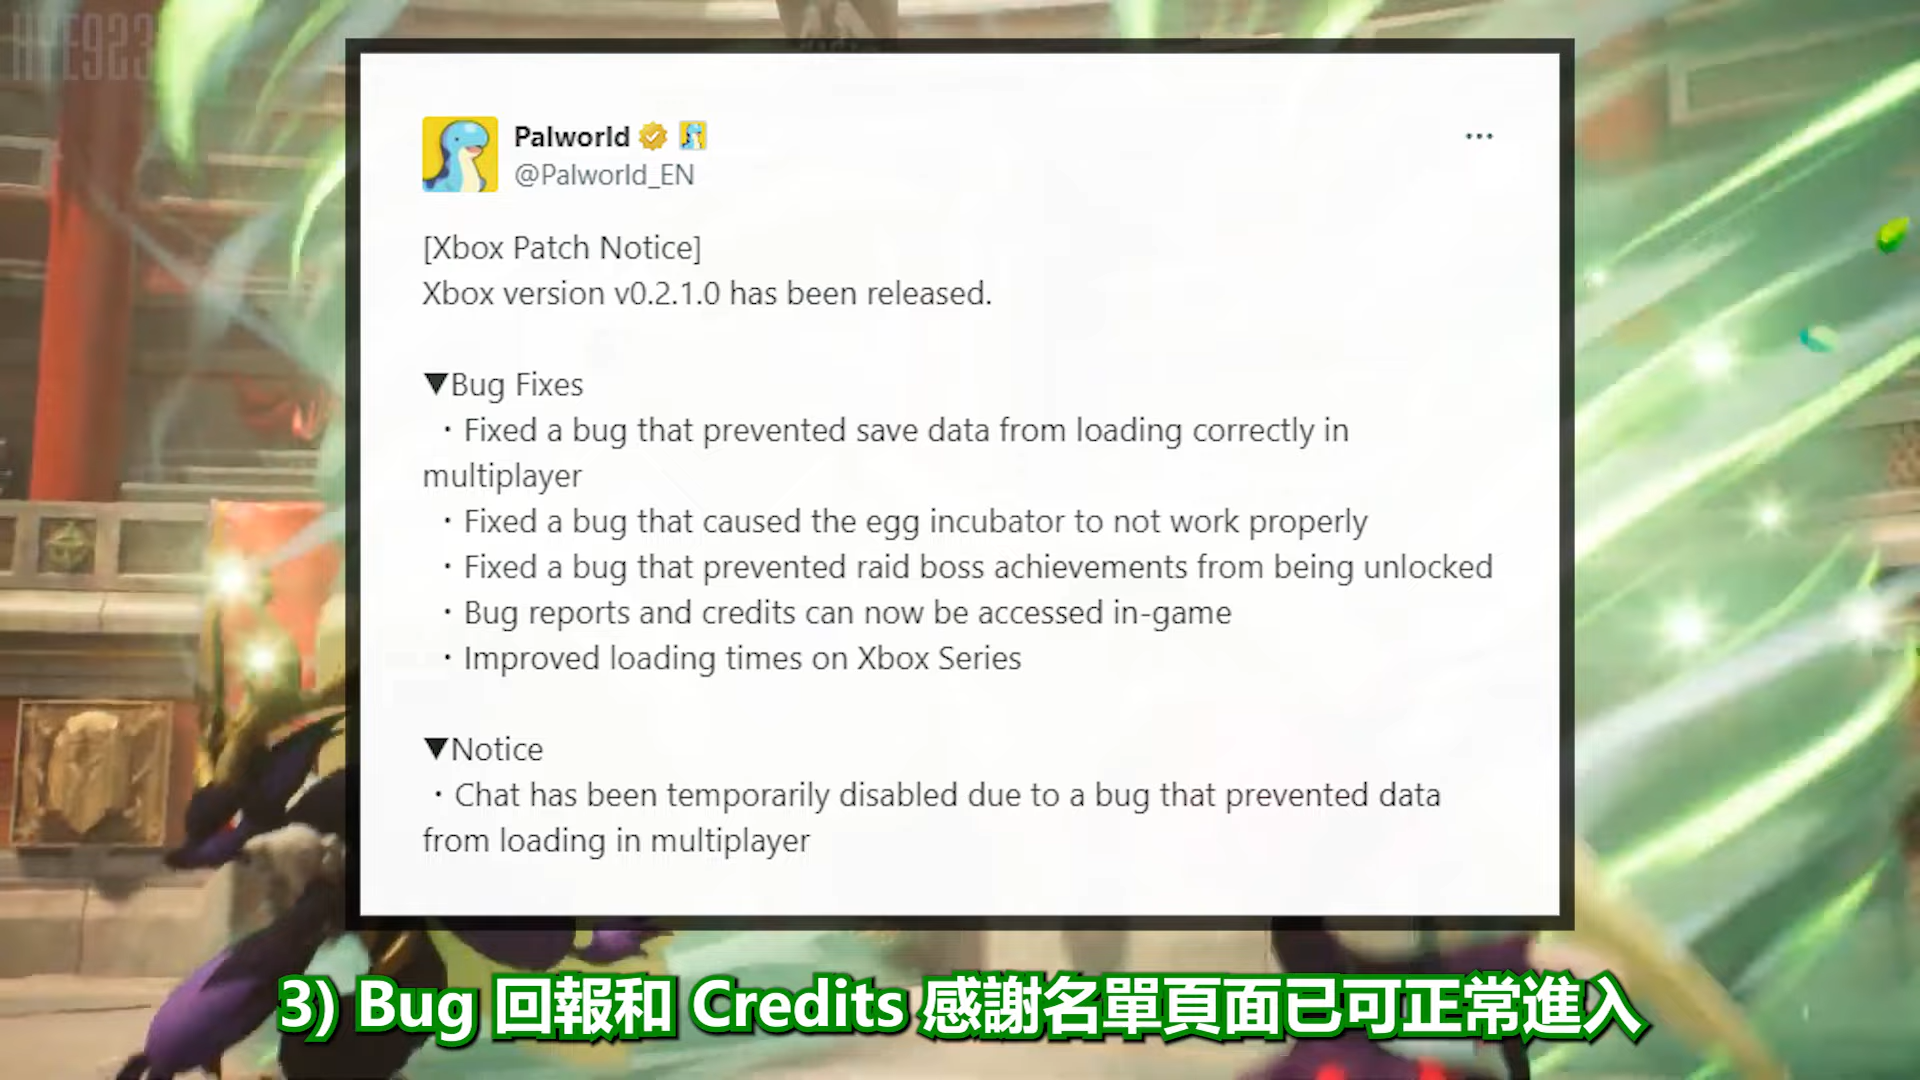 HYE923
Palworld
@Palworld_EN
[Xbox Patch Notice]
Xbox version v0.2.1.0 has been released.
▼Bug Fixes
・Fixed a bug that prevented save data from loading correctly in
multiplayer
・Fixed a bug that caused the egg incubator to not work properly
・Fixed a bug that prevented raid boss achievements from being unlocked
・Bug reports and credits can now be accessed in-game
・Improved loading times on Xbox Series
▼Notice
・Chat has been temporarily disabled due to a bug that prevented data
from loading in multiplayer
3) Bug 回報和 Credits 感謝名單頁面已可正常進入